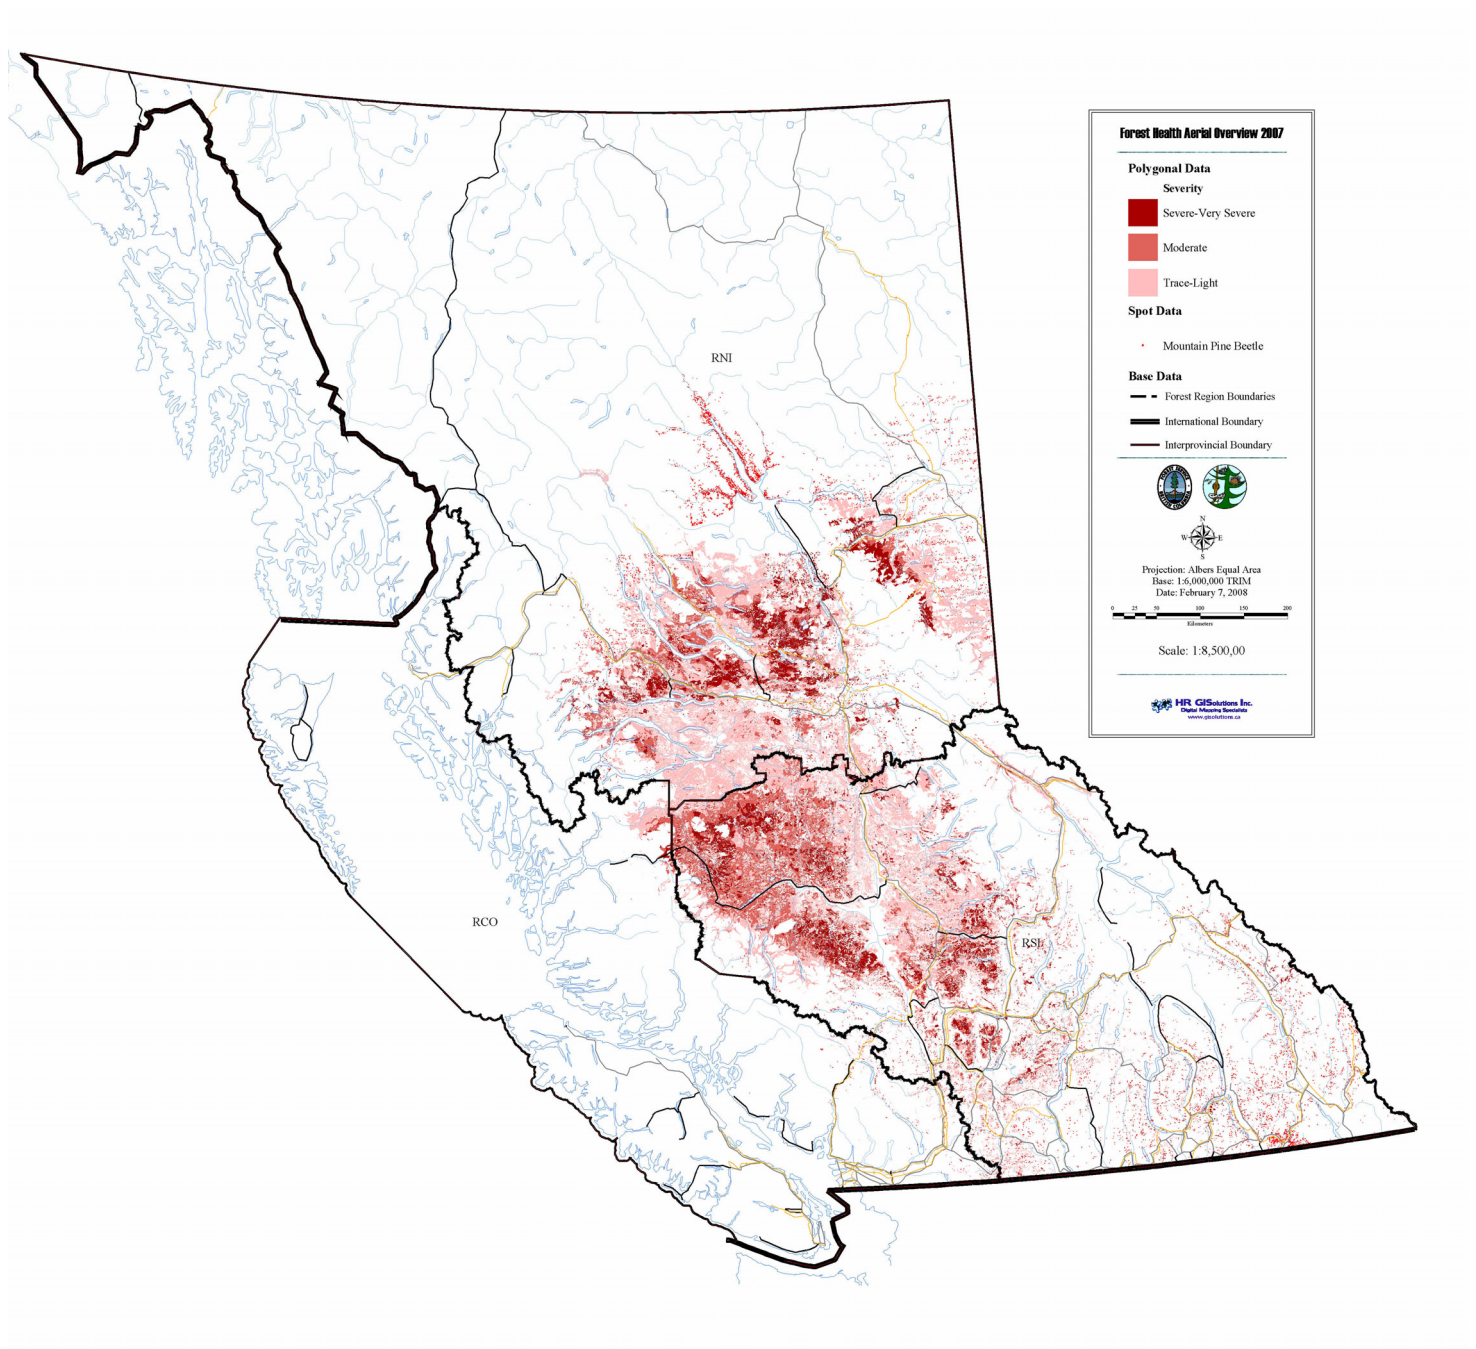 Forest Health Aerial Overview 2007
Polygonal Data
Severity
Severe-Very Severe
Moderate
Trace-Light
Spot Data
Mountain Pine Beetle
Base Data
Forest Region Boundaries
International Boundary
Interprovincial Boundary
N
W E
S
Projection: Albers Equal Area
Base: 1:6,000,000 TRIM
Date: February 7, 2008
0 25 50 100 150 200
Kilometers
Scale: 1:8,500,00
HR GISolutions Inc.
Digital Mapping Specialists
www.gisolutions.ca
RNI
RCO
RSI